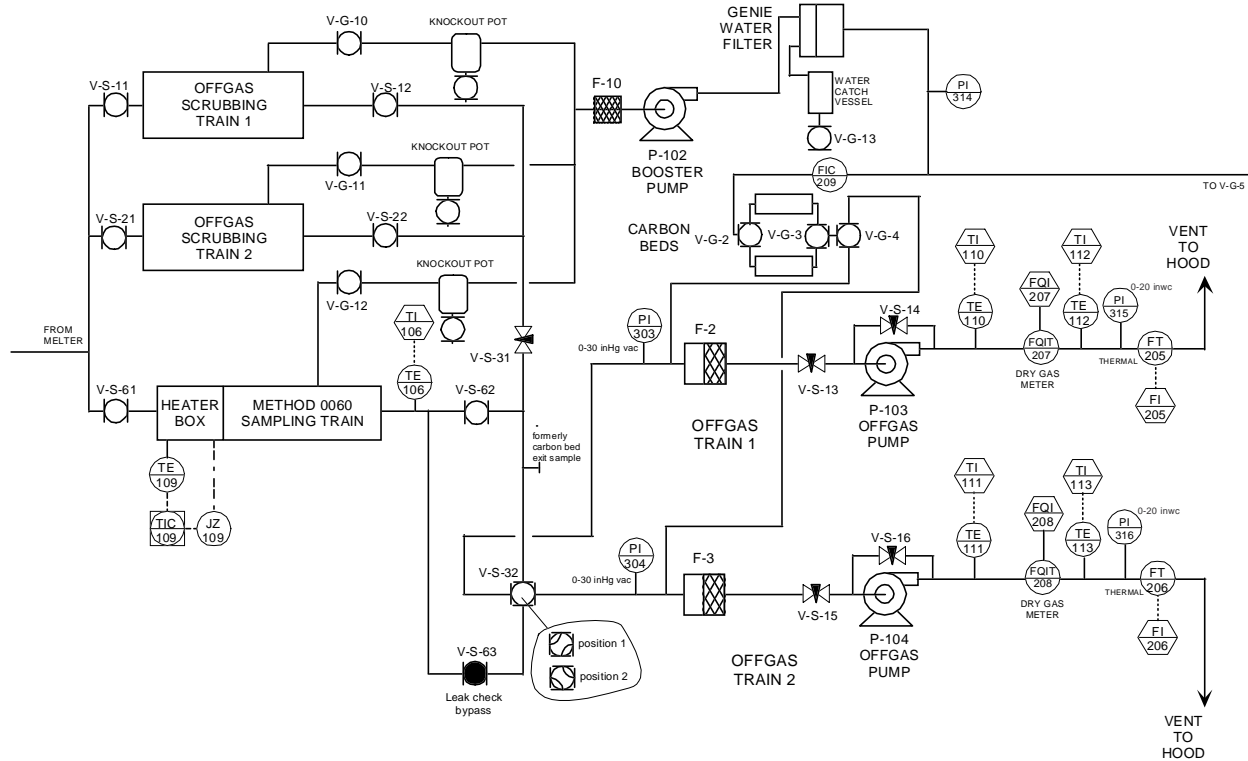 V-G-10
KNOCKOUT POT
GENIE
WATER
FILTER
V-S-11
OFFGAS
SCRUBBING
TRAIN 1
V-S-12
F-10
WATER
CATCH
VESSEL
PI
314
P-102
BOOSTER
PUMP
V-G-13
KNOCKOUT POT
V-G-11
FIC
209
TO V-G-5
V-S-21
OFFGAS
SCRUBBING
TRAIN 2
V-S-22
CARBON
BEDS
V-G-2
V-G-3
V-G-4
KNOCKOUT POT
V-G-12
VENT
TO
HOOD
TI
110
TI
112
FQI
207
0-20 inwc
TI
106
PI
303
0-30 inHg vac
F-2
V-S-14
TE
110
TE
112
PI
315
FROM
MELTER
V-S-31
TE
106
FQIT
207
THERMAL
FT
205
V-S-13
DRY GAS
METER
V-S-61
HEATER
BOX
METHOD 0060
SAMPLING TRAIN
V-S-62
P-103
OFFGAS
PUMP
FI
205
OFFGAS
TRAIN 1
formerly
carbon bed
exit sample
TE
109
TIC
109
JZ
109
TI
111
TI
113
FQI
208
0-20 inwc
PI
304
0-30 inHg vac
F-3
V-S-16
TE
111
TE
113
PI
316
V-S-32
FQIT
208
THERMAL
FT
206
V-S-15
DRY GAS
METER
P-104
OFFGAS
PUMP
FI
206
position 1
position 2
V-S-63
Leak check
bypass
OFFGAS
TRAIN 2
VENT
TO
HOOD